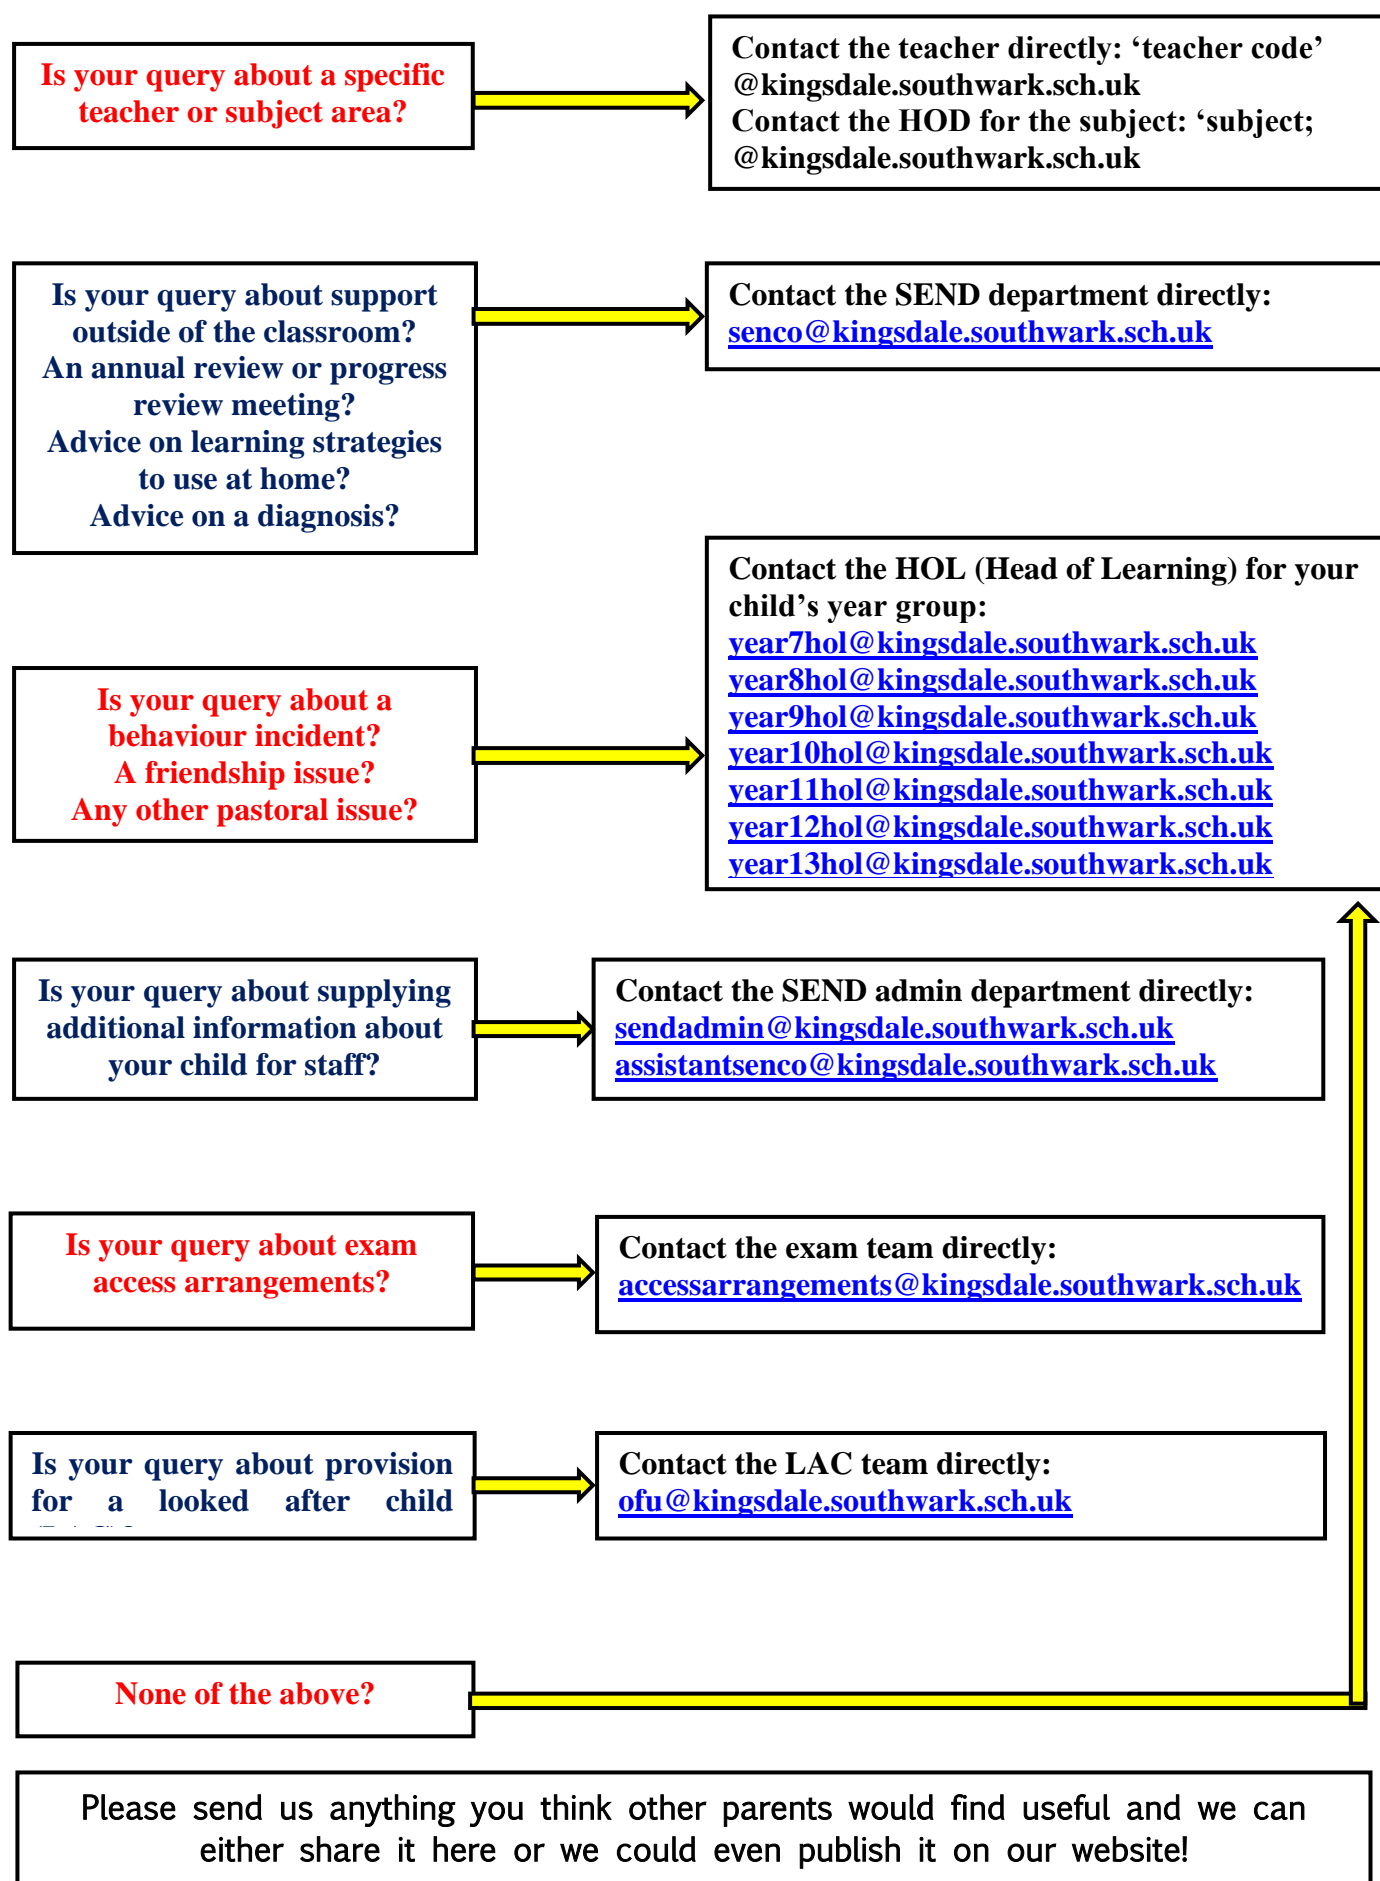 Is your query about a specific
teacher or subject area?
Contact the teacher directly: ‘teacher code’
@kingsdale.southwark.sch.uk
Contact the HOD for the subject: ‘subject;
@kingsdale.southwark.sch.uk
Is your query about support
outside of the classroom?
An annual review or progress
review meeting?
Advice on learning strategies
to use at home?
Advice on a diagnosis?
Contact the SEND department directly:
senco@kingsdale.southwark.sch.uk
Is your query about a
behaviour incident?
A friendship issue?
Any other pastoral issue?
Contact the HOL (Head of Learning) for your
child’s year group:
year7hol@kingsdale.southwark.sch.uk
year8hol@kingsdale.southwark.sch.uk
year9hol@kingsdale.southwark.sch.uk
year10hol@kingsdale.southwark.sch.uk
year11hol@kingsdale.southwark.sch.uk
year12hol@kingsdale.southwark.sch.uk
year13hol@kingsdale.southwark.sch.uk
Is your query about supplying
additional information about
your child for staff?
Contact the SEND admin department directly:
sendadmin@kingsdale.southwark.sch.uk
assistantsenco@kingsdale.southwark.sch.uk
Is your query about exam
access arrangements?
Contact the exam team directly:
accessarrangements@kingsdale.southwark.sch.uk
Is your query about provision
for a looked after child
Contact the LAC team directly:
ofu@kingsdale.southwark.sch.uk
None of the above?
Please send us anything you think other parents would find useful and we can
either share it here or we could even publish it on our website!